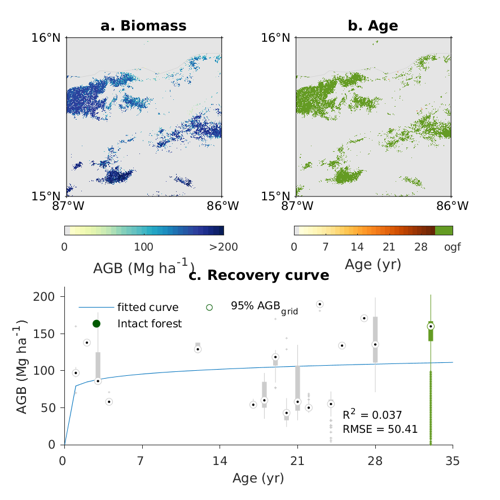 a. Biomass
b. Age
16°N
15°N
87°W
86°W
16°N
15°N
87°W
86°W
0
100
>200
AGB (Mg ha-1)
0
7
14
21
28
ogf
Age (yr)
c. Recovery curve
fitted curve
95% AGBgrid
Intact forest
AGB (Mg ha-1)
200
150
100
50
0
R2 = 0.037
RMSE = 50.41
0
7
14
21
28
35
Age (yr)